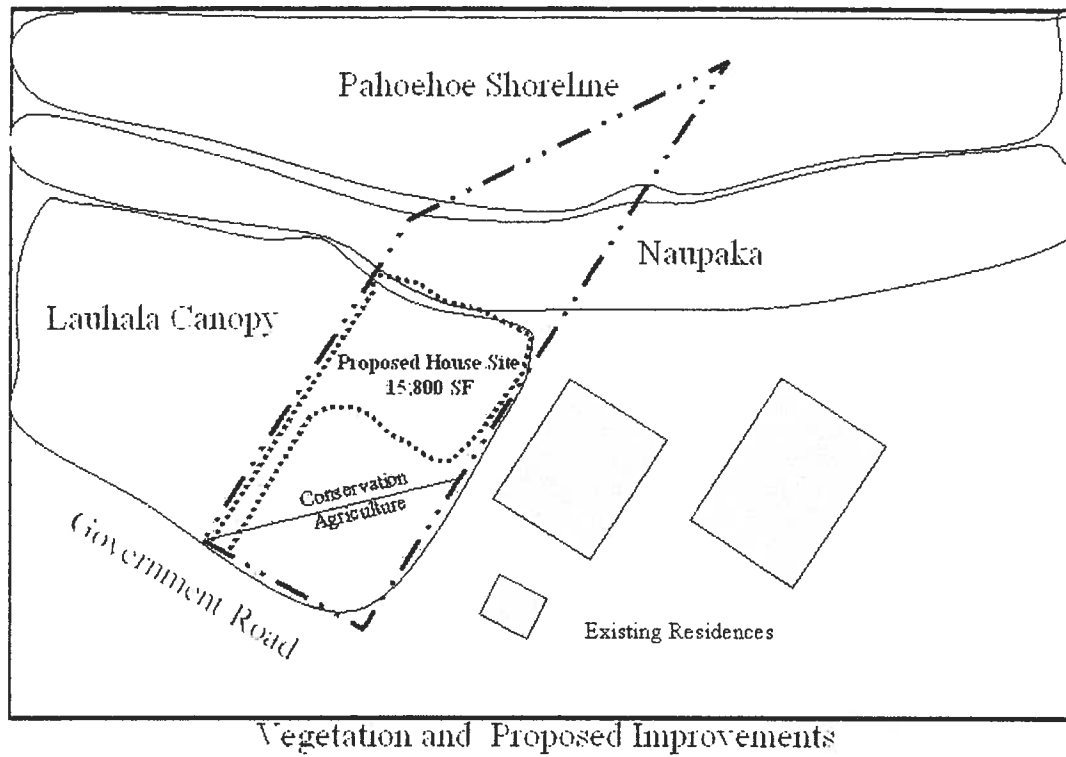 Pahoehoe Shoreline
Naupaka
Lauhala Canopy
Proposed House Site
15,800 SF
Conservation
Agriculture
Government Road
Existing Residences
Vegetation and Proposed Improvements